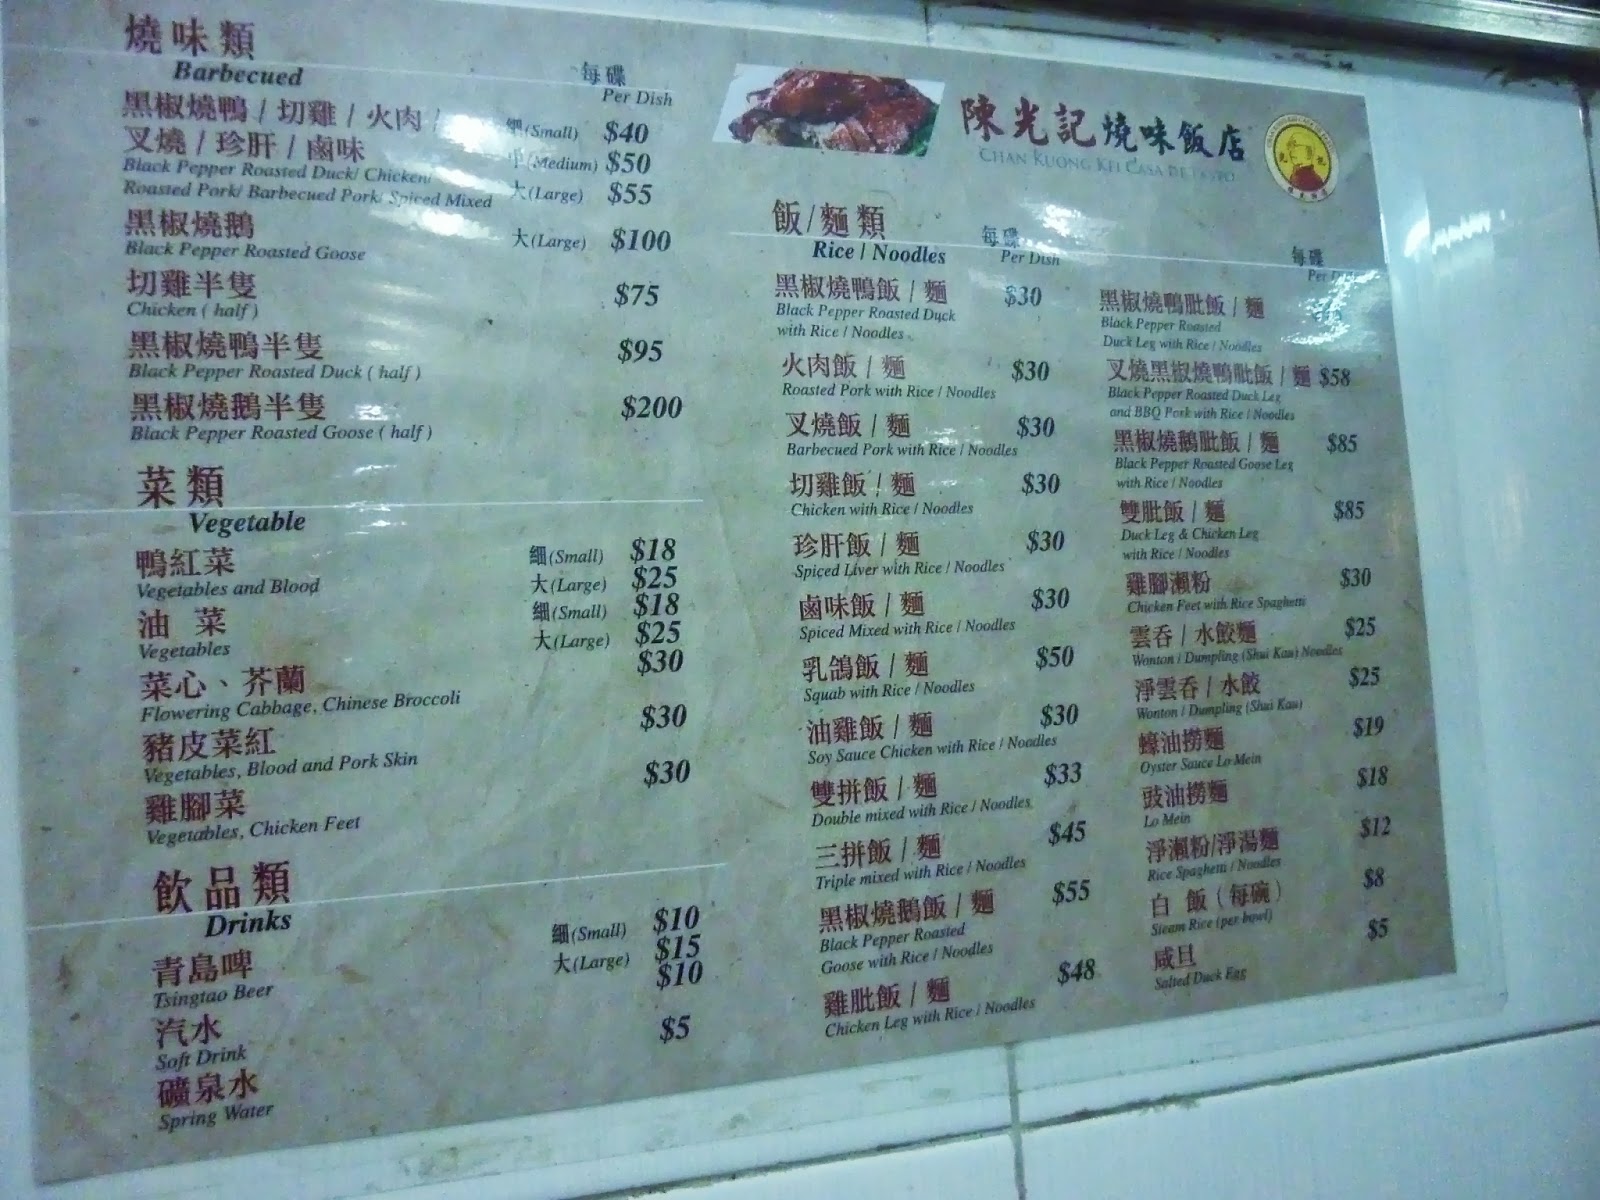 燒味類
Barbecued
每碟
Per Dish
黑椒燒鴨 / 切雞 / 火肉 /
叉燒 / 珍肝 / 鹵味
Black Pepper Roasted Duck/ Chicken/
Roasted Pork/ Barbecued Pork/ Spiced Mixed
細(Small) $40
中(Medium) $50
大(Large) $55
黑椒燒鵝
Black Pepper Roasted Goose
大(Large) $100
切雞半隻
Chicken ( half )
$75
黑椒燒鴨半隻
Black Pepper Roasted Duck ( half )
$95
黑椒燒鵝半隻
Black Pepper Roasted Goose ( half )
$200
菜類
Vegetable
鴨紅菜
Vegetables and Blood
細(Small) $18
大(Large) $25
油 菜
Vegetables
細(Small) $18
大(Large) $25
菜心、芥蘭
Flowering Cabbage, Chinese Broccoli
$30
豬皮菜紅
Vegetables, Blood and Pork Skin
$30
雞腳菜
Vegetables, Chicken Feet
$30
飲品類
Drinks
青島啤
Tsingtao Beer
細(Small) $10
大(Large) $15
汽水
Soft Drink
$10
礦泉水
Spring Water
$5
陳光記燒味飯店
CHAN KUONG KEI CASA DE PASTO
飯/麵類
Rice / Noodles
每碟
Per Dish
黑椒燒鴨飯 / 麵
Black Pepper Roasted Duck
with Rice / Noodles
$30
火肉飯 / 麵
Roasted Pork with Rice / Noodles
$30
叉燒飯 / 麵
Barbecued Pork with Rice / Noodles
$30
切雞飯 / 麵
Chicken with Rice / Noodles
$30
珍肝飯 / 麵
Spiced Liver with Rice / Noodles
$30
鹵味飯 / 麵
Spiced Mixed with Rice / Noodles
$30
乳鴿飯 / 麵
Squab with Rice / Noodles
$50
油雞飯 / 麵
Soy Sauce Chicken with Rice / Noodles
$30
雙拼飯 / 麵
Double mixed with Rice / Noodles
$33
三拼飯 / 麵
Triple mixed with Rice / Noodles
$45
黑椒燒鵝飯 / 麵
Black Pepper Roasted
Goose with Rice / Noodles
$55
雞肶飯 / 麵
Chicken Leg with Rice / Noodles
$48
每碟
Per Dish
黑椒燒鴨肶飯 / 麵
Black Pepper Roasted
Duck Leg with Rice / Noodles
叉燒黑椒燒鴨肶飯 / 麵 $58
Black Pepper Roasted Duck Leg
and BBQ Pork with Rice / Noodles
黑椒燒鵝肶飯 / 麵
Black Pepper Roasted Goose Leg
with Rice / Noodles
$85
雙肶飯 / 麵
Duck Leg & Chicken Leg
with Rice / Noodles
$85
雞腳瀨粉
Chicken Feet with Rice Spaghetti
$30
雲吞 / 水餃麵
Wonton / Dumpling (Shui Kau) Noodles
$25
淨雲吞 / 水餃
Wonton / Dumpling (Shui Kau)
$25
蠔油撈麵
Oyster Sauce Lo Mein
$19
豉油撈麵
Lo Mein
$18
淨瀨粉/淨湯麵
Rice Spaghetti / Noodles
$12
白 飯（每碗）
Steam Rice (per bowl)
$8
咸旦
Salted Duck Egg
$5